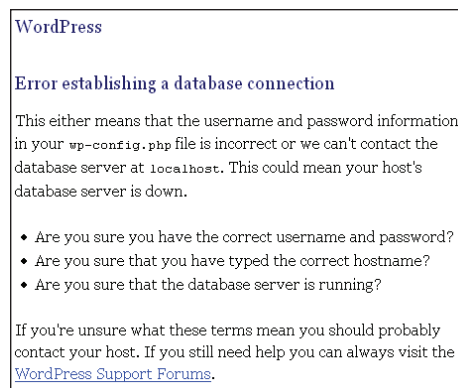 WordPress
Error establishing a database connection
This either means that the username and password information
in your wp-config.php file is incorrect or we can't contact the
database server at localhost. This could mean your host's
database server is down.
• Are you sure you have the correct username and password?
• Are you sure that you have typed the correct hostname?
• Are you sure that the database server is running?
If you're unsure what these terms mean you should probably
contact your host. If you still need help you can always visit the
WordPress Support Forums.